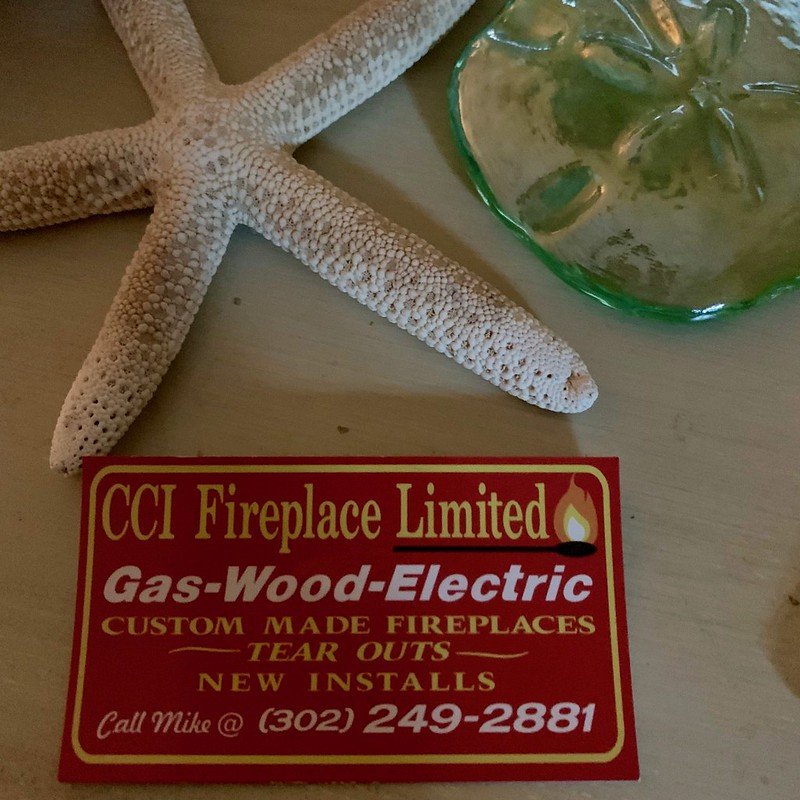 CCI Fireplace Limited
Gas-Wood-Electric
CUSTOM MADE FIREPLACES
TEAR OUTS
NEW INSTALLS
Call Mike @ (302) 249-2881